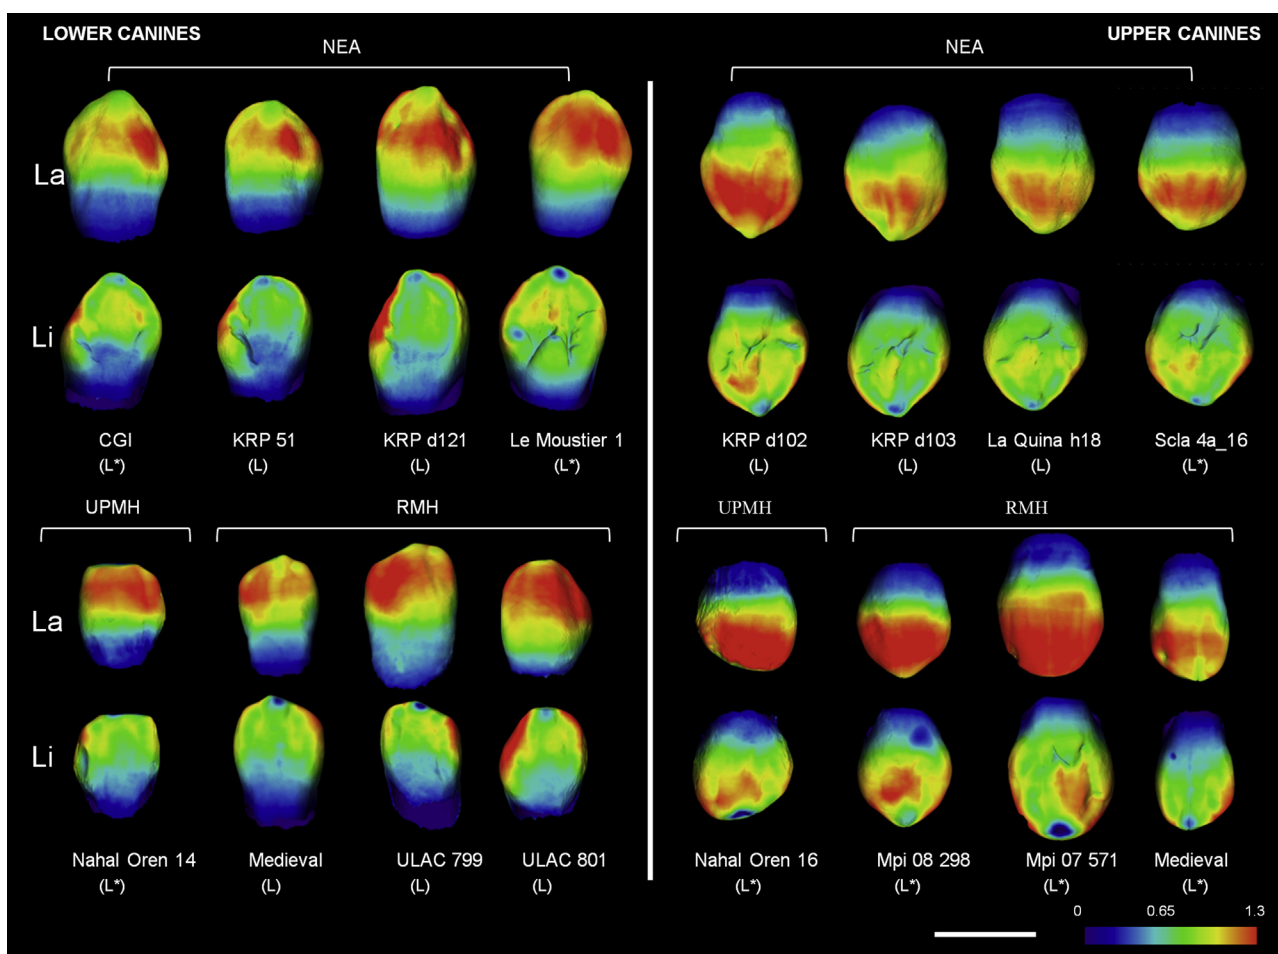 LOWER CANINES
UPPER CANINES
NEA
NEA
La
Li
CGI
KRP 51
KRP d121
Le Moustier 1
KRP d102
KRP d103
La Quina h18
Scla 4a_16
(L*)
(L)
(L)
(L*)
(L)
(L)
(L)
(L*)
UPMH
RMH
UPMH
RMH
La
Li
Nahal Oren 14
Medieval
ULAC 799
ULAC 801
Nahal Oren 16
Mpi 08 298
Mpi 07 571
Medieval
(L*)
(L)
(L)
(L)
(L*)
(L*)
(L*)
(L*)
0
0.65
1.3